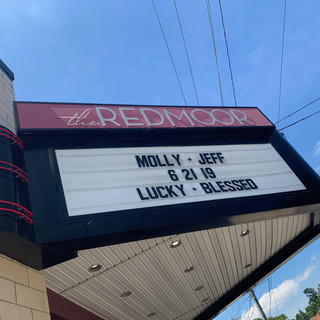 the REDMOOR
MOLLY + JEFF
6 21 19
LUCKY + BLESSED